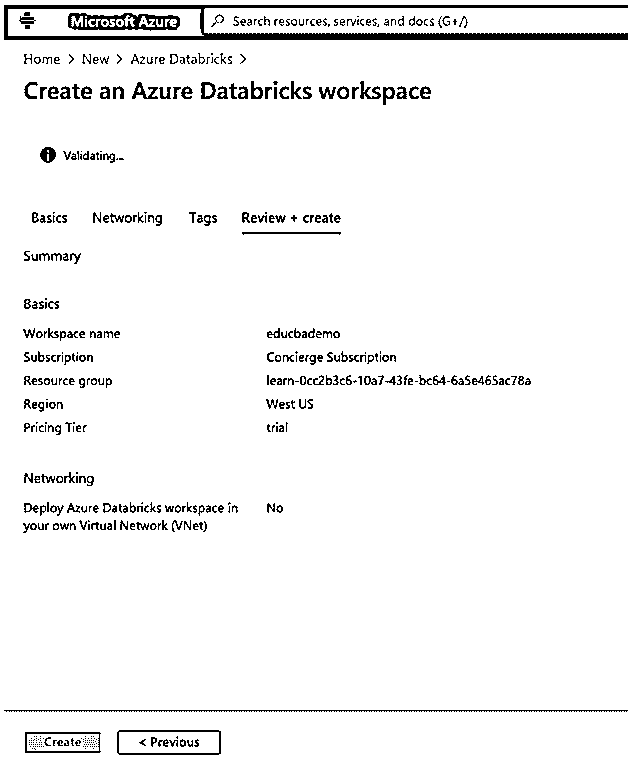 Microsoft Azure
Search resources, services, and docs (G+/)
Home > New > Azure Databricks >
Create an Azure Databricks workspace
Validating...
Basics Networking Tags Review + create
Summary
Basics
Workspace name educbademo
Subscription Concierge Subscription
Resource group learn-0cc2b3c6-10a7-43fe-bc64-6a5e465ac78a
Region West US
Pricing Tier trial
Networking
Deploy Azure Databricks workspace in No
your own Virtual Network (VNet)
Create < Previous